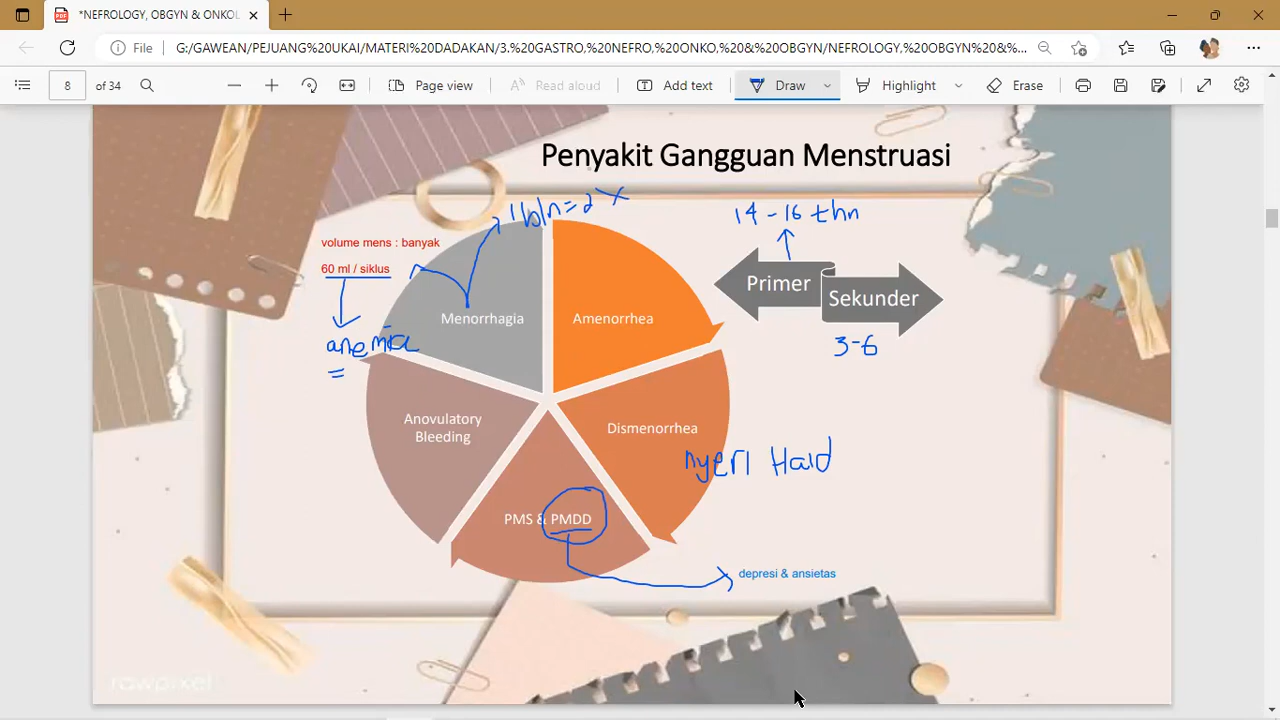 *NEFROLOGY, OBGYN & ONKOL
File G:/GAWEAN/PEJUANG%20UKAI/MATERI%20DADAKAN/3.%20GASTRO,%20NEFRO,%20ONKO,%20&%20OBGYN/NEFROLOGY,%20OBGYN%20&%...
8 of 34 Page view Read aloud Add text Draw Highlight Erase
Penyakit Gangguan Menstruasi
1 bln = 2x
14 - 16 thn
volume mens : banyak
60 ml / siklus
anemia
=
Menorrhagia
Amenorrhea
Primer
Sekunder
3-6
Anovulatory
Bleeding
Dismenorrhea
nyeri Haid
PMS & PMDD
depresi & ansietas
rawpixel